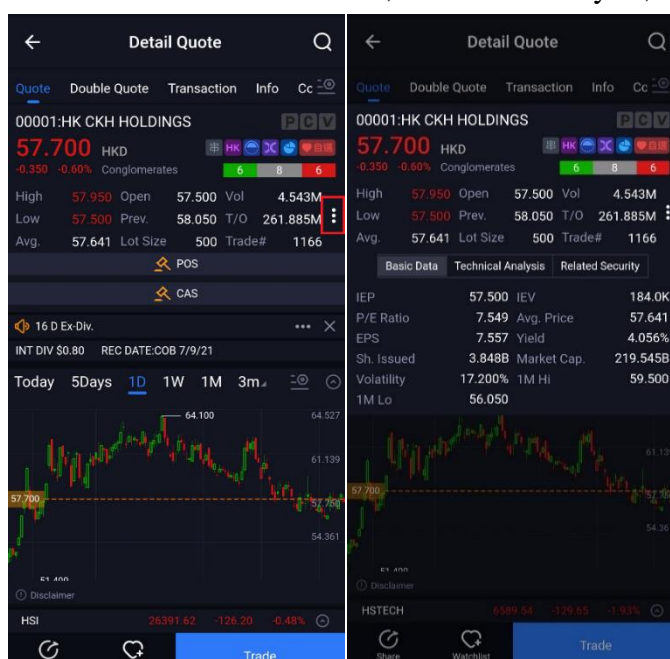 Detail Quote
Quote Double Quote Transaction Info Cc
00001:HK CKH HOLDINGS P C V
57.700 HKD 串 HK 自選
-0.350 -0.60% Conglomerates 6 8 6
High 57.950 Open 57.500 Vol 4.543M
Low 57.500 Prev. 58.050 T/O 261.885M
Avg. 57.641 Lot Size 500 Trade# 1166
POS
CAS
16 D Ex-Div.
INT DIV $0.80 REC DATE:COB 7/9/21
Today 5Days 1D 1W 1M 3m
64.100 64.527
61.139
57.700
54.361
51.400
Disclaimer
HSI 26391.62 -126.20 -0.48%
Trade
Detail Quote
Quote Double Quote Transaction Info Cc
00001:HK CKH HOLDINGS P C V
57.700 HKD 串 HK 自選
-0.350 -0.60% Conglomerates 6 8 6
High 57.950 Open 57.500 Vol 4.543M
Low 57.500 Prev. 58.050 T/O 261.885M
Avg. 57.641 Lot Size 500 Trade# 1166
Basic Data Technical Analysis Related Security
IEP 57.500 IEV 184.0K
P/E Ratio 7.549 Avg. Price 57.641
EPS 7.557 Yield 4.056%
Sh. Issued 3.848B Market Cap. 219.545B
Volatility 17.200% 1M Hi 59.500
1M Lo 56.050
61.13
57.700
54.36
51.400
Disclaimer
HSTECH 6589.54 -129.65 -1.93%
Share Watchlist Trade